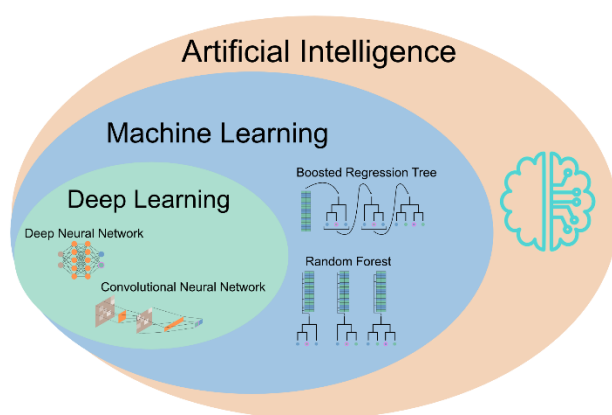 Artificial Intelligence
Machine Learning
Boosted Regression Tree
Deep Learning
Deep Neural Network
Random Forest
Convolutional Neural Network